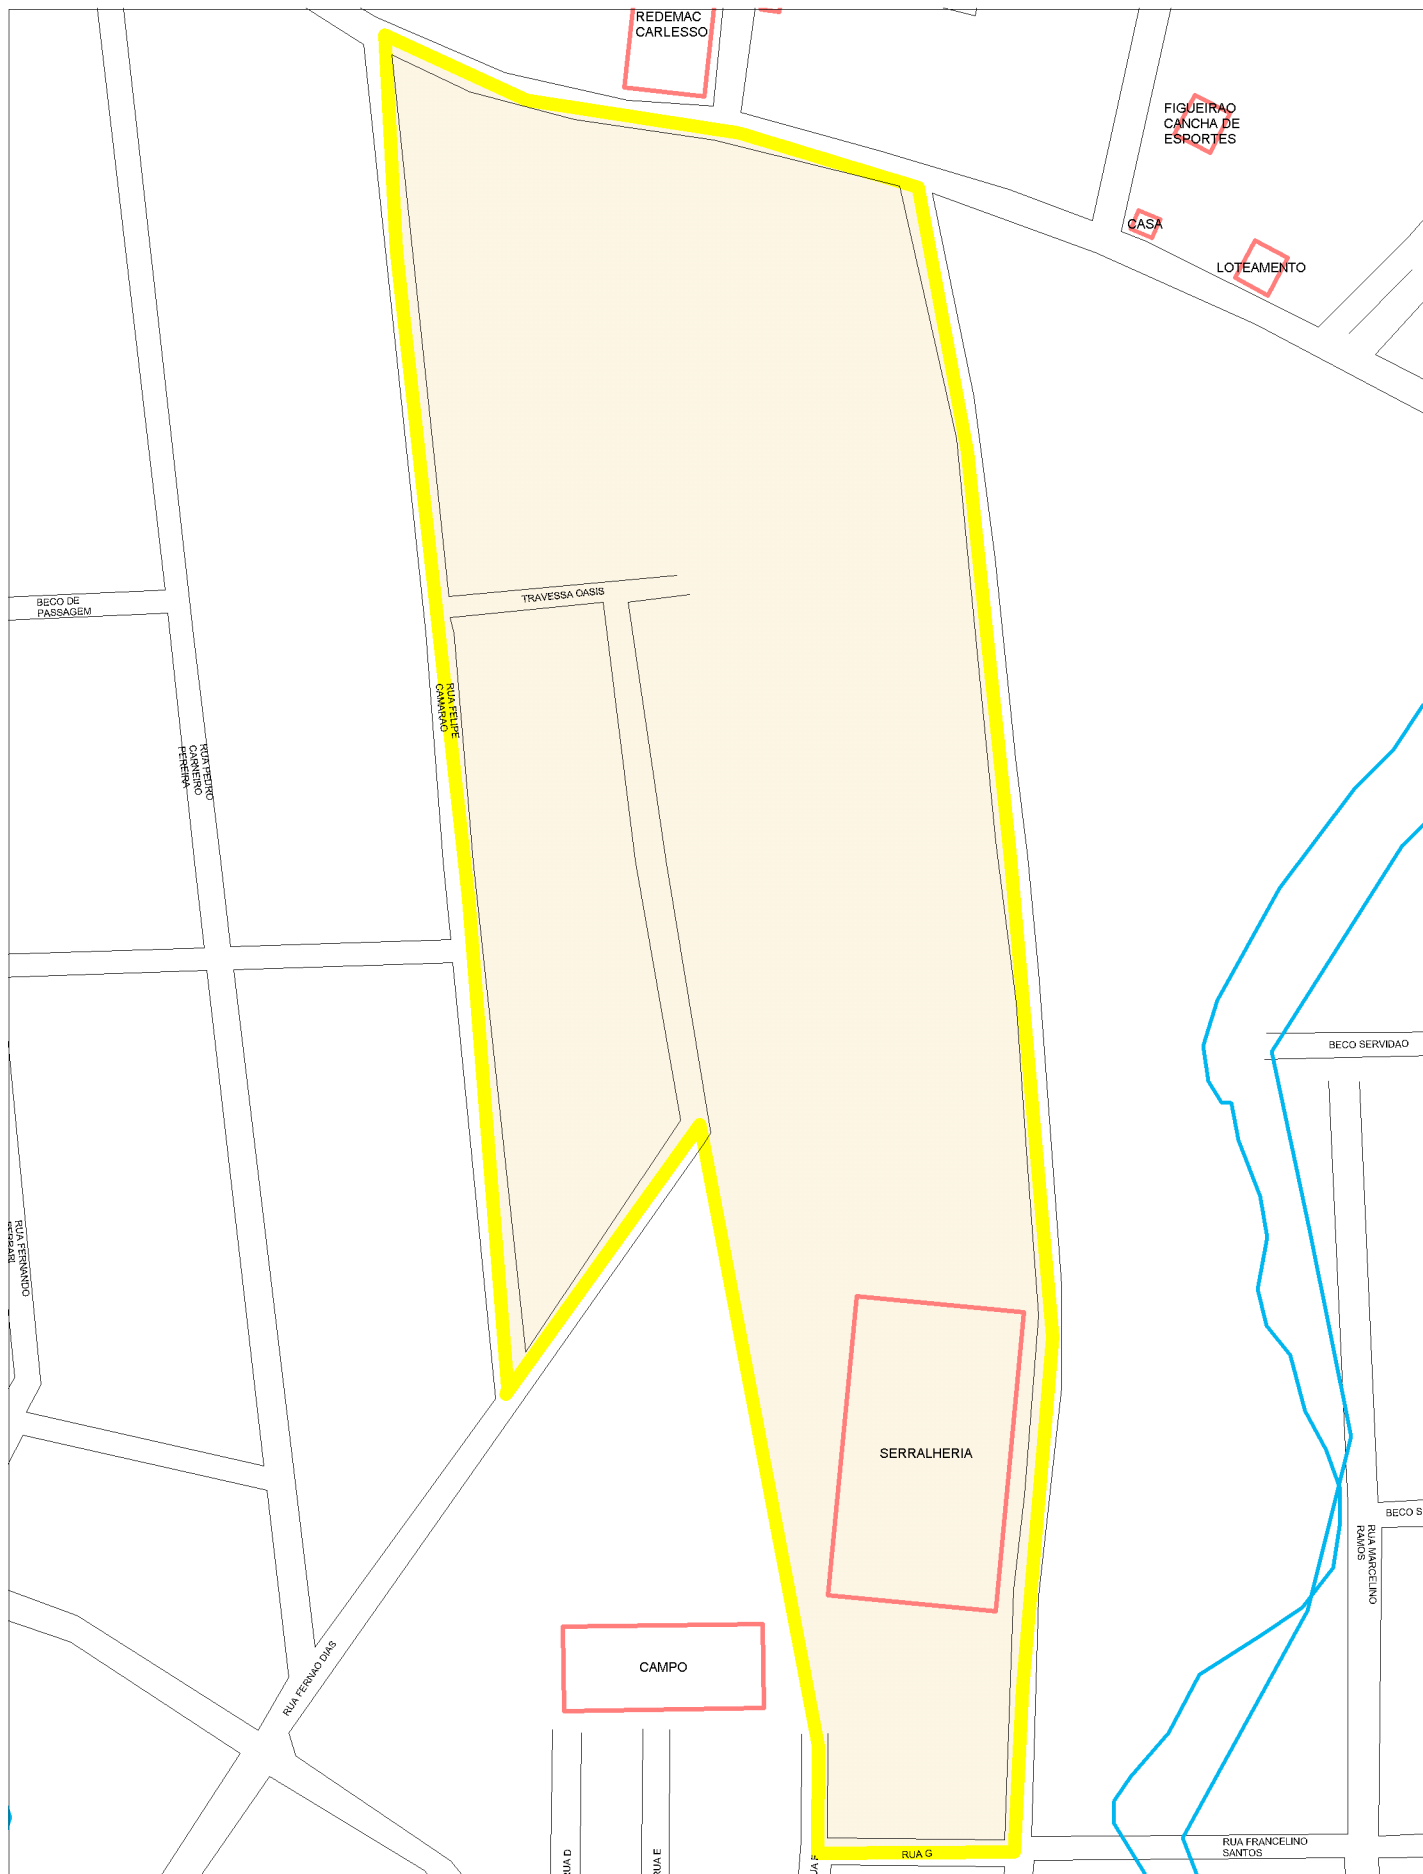 REDEMAC
CARLESSO
FIGUEIRAO
CANCHA DE
ESPORTES
CASA
LOTEAMENTO
TRAVESSA OASIS
BECO DE
PASSAGEM
RUA FELIPE
CAMARAO
RUA PEDRO
CARNEIRO
PEREIRA
BECO SERVIDAO
RUA FERNANDO
FERRARI
SERRALHERIA
BECO S
RUA MARCELINO
RAMOS
CAMPO
RUA FERNAO DIAS
RUA D
RUA E
RUA F
RUA G
RUA FRANCELINO
SANTOS